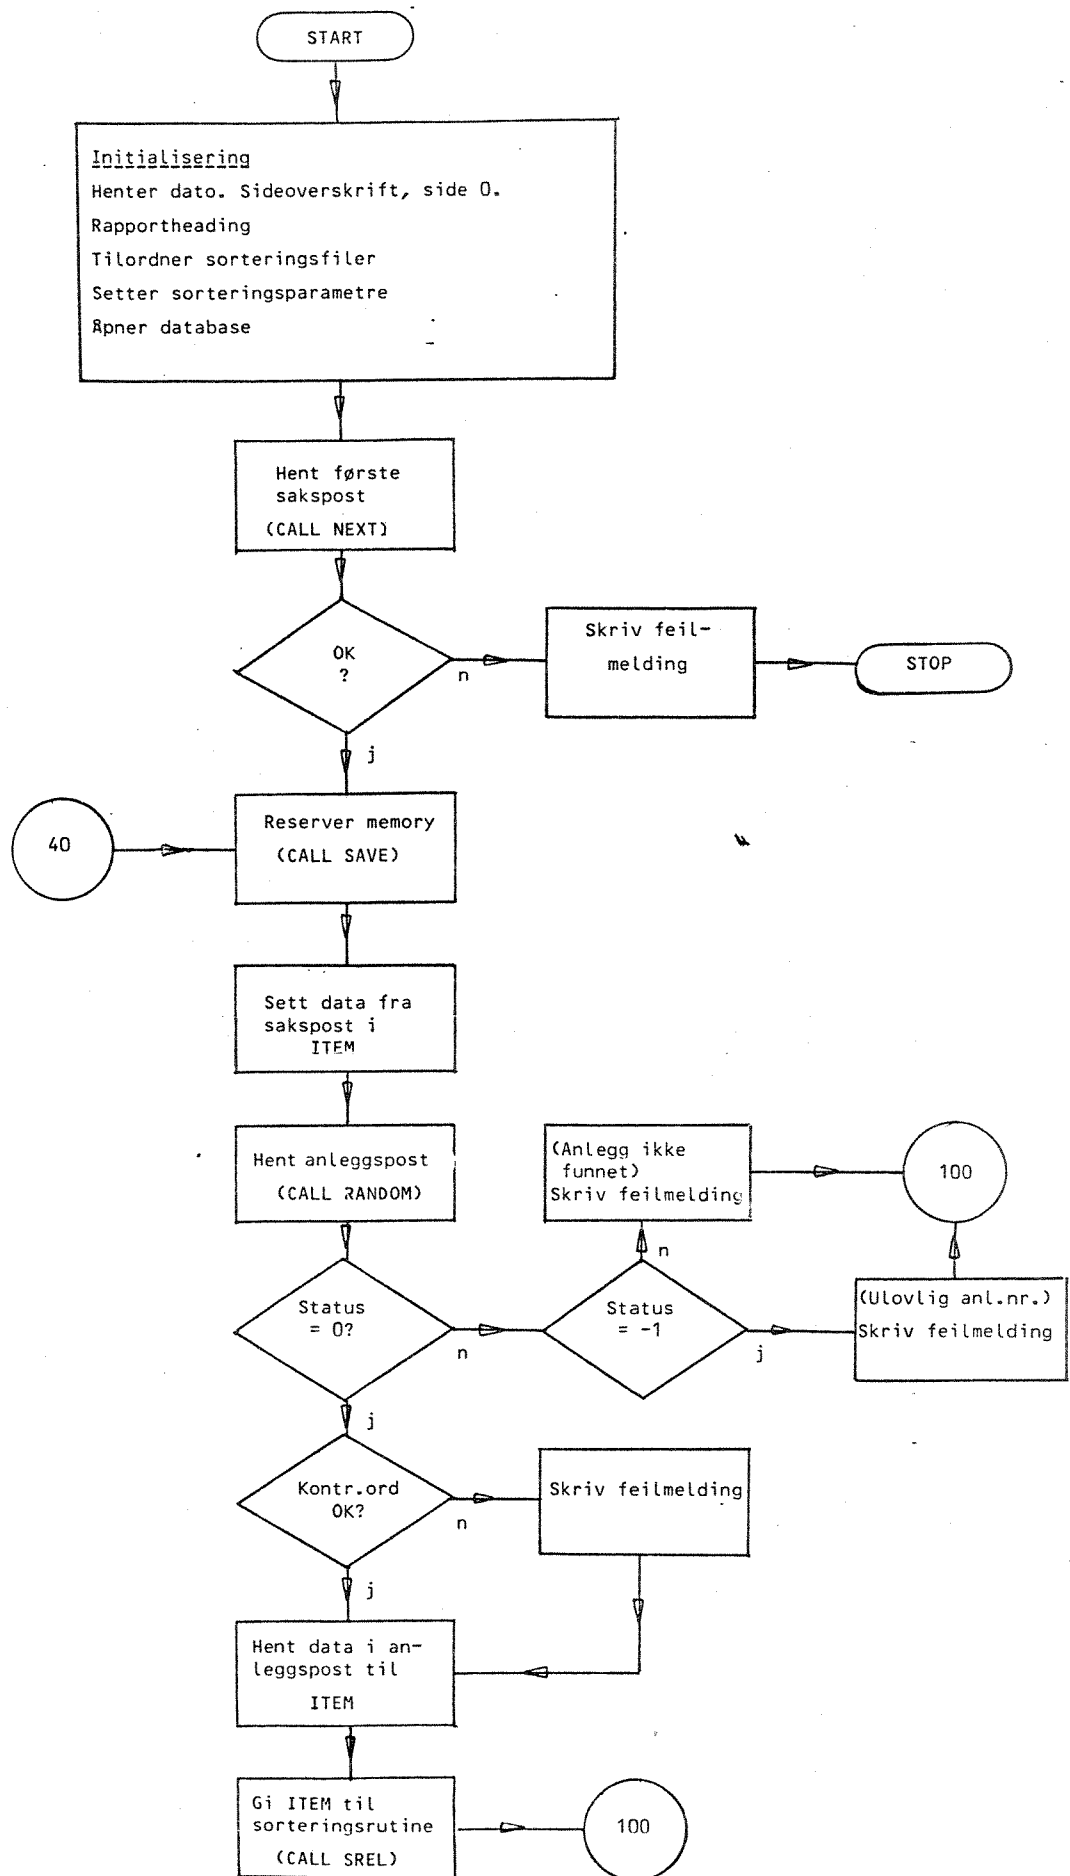 START
Initialisering
Henter dato. Sideoverskrift, side 0.
Rapportheading
Tilordner sorteringsfiler
Setter sorteringsparametre
Åpner database
Hent første
sakspost
(CALL NEXT)
OK
?
n
Skriv feil-
melding
STOP
j
40
Reserver memory
(CALL SAVE)
Sett data fra
sakspost i
ITEM
Hent anleggspost
(CALL RANDOM)
(Anlegg ikke
funnet)
Skriv feilmelding
100
n
Status
= 0?
n
Status
= -1
j
(Ulovlig anl.nr.)
Skriv feilmelding
j
Kontr.ord
OK?
n
Skriv feilmelding
j
Hent data i an-
leggspost til
ITEM
Gi ITEM til
sorteringsrutine
(CALL SREL)
100